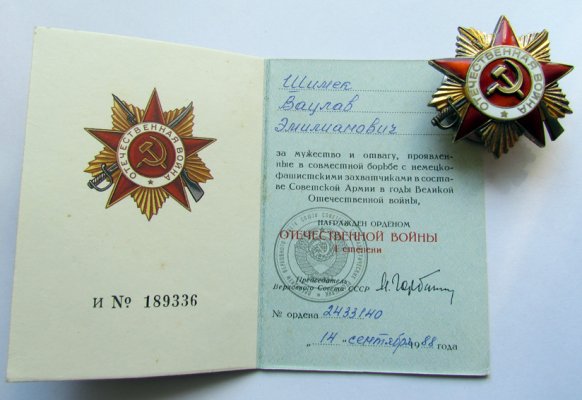 ОТЕЧЕСТВЕННАЯ ВОЙНА
И № 189336
Шимек
Вацлав
Эмилианович
за мужество и отвагу, проявлен-
ные в совместной борьбе с немецко-
фашистскими захватчиками в соста-
ве Советской Армии в годы Великой
Отечественной войны,
НАГРАЖДЕН ОРДЕНОМ
ОТЕЧЕСТВЕННОЙ ВОЙНЫ
I степени
Председатель
Верховного Совета СССР
№ ордена 2433140
„14" сентября 1988 года
ОТЕЧЕСТВЕННАЯ ВОЙНА